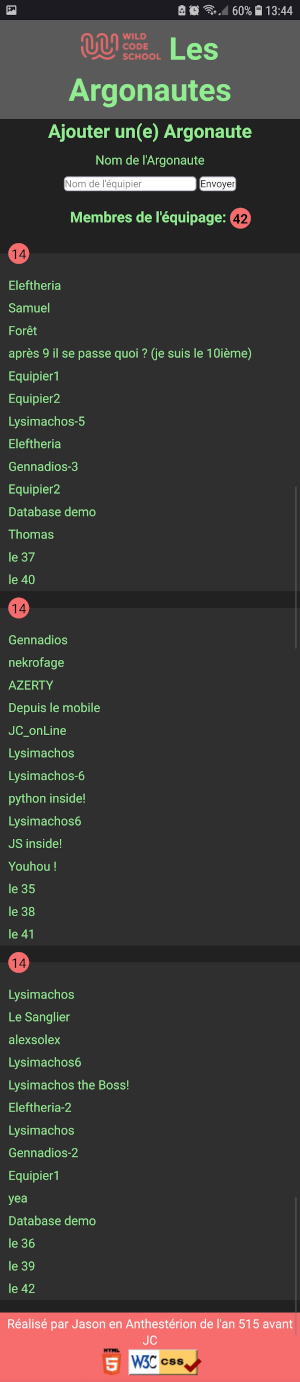 60% 13:44
WILD
CODE
SCHOOL
Les
Argonautes
Ajouter un(e) Argonaute
Nom de l'Argonaute
Nom de l'équipier Envoyer
Membres de l'équipage: 42
14
Eleftheria
Samuel
Forêt
après 9 il se passe quoi ? (je suis le 10ième)
Equipier1
Equipier2
Lysimachos-5
Eleftheria
Gennadios-3
Equipier2
Database demo
Thomas
le 37
le 40
14
Gennadios
nekrofage
AZERTY
Depuis le mobile
JC_onLine
Lysimachos
Lysimachos-6
python inside!
Lysimachos6
JS inside!
Youhou !
le 35
le 38
le 41
14
Lysimachos
Le Sanglier
alexsolex
Lysimachos6
Lysimachos the Boss!
Eleftheria-2
Lysimachos
Gennadios-2
Equipier1
yea
Database demo
le 36
le 39
le 42
Réalisé par Jason en Anthestérion de l'an 515 avant
JC
HTML
5
W3C css